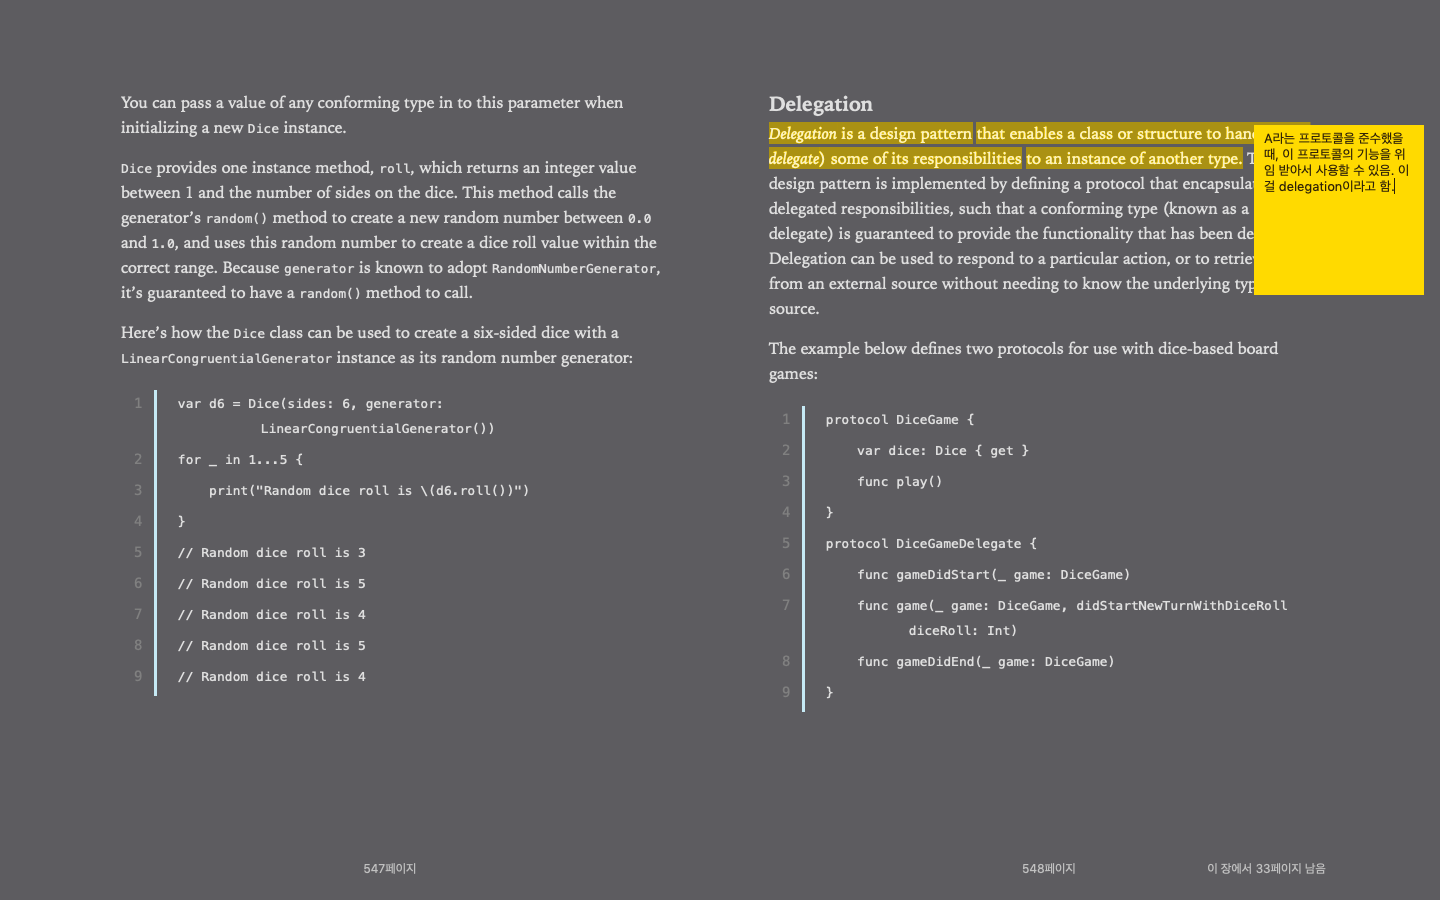 You can pass a value of any conforming type in to this parameter when
initializing a new Dice instance.
Dice provides one instance method, roll, which returns an integer value
between 1 and the number of sides on the dice. This method calls the
generator’s random() method to create a new random number between 0.0
and 1.0, and uses this random number to create a dice roll value within the
correct range. Because generator is known to adopt RandomNumberGenerator,
it’s guaranteed to have a random() method to call.
Here’s how the Dice class can be used to create a six-sided dice with a
LinearCongruentialGenerator instance as its random number generator:
1 var d6 = Dice(sides: 6, generator:
LinearCongruentialGenerator())
2 for _ in 1...5 {
3 print("Random dice roll is \(d6.roll())")
4 }
5 // Random dice roll is 3
6 // Random dice roll is 5
7 // Random dice roll is 4
8 // Random dice roll is 5
9 // Random dice roll is 4
547페이지
Delegation
Delegation is a design pattern that enables a class or structure to
delegate) some of its responsibilities to an instance of another type.
design pattern is implemented by defining a protocol that
delegated responsibilities, such that a conforming type (known as a
delegate) is guaranteed to provide the functionality that has been
Delegation can be used to respond to a particular action, or to
from an external source without needing to know the underlying
source.
A라는 프로토콜을 준수했을
때, 이 프로토콜의 기능을 위
임 받아서 사용할 수 있음. 이
걸 delegation이라고 함.
The example below defines two protocols for use with dice-based board
games:
1 protocol DiceGame {
2 var dice: Dice { get }
3 func play()
4 }
5 protocol DiceGameDelegate {
6 func gameDidStart(_ game: DiceGame)
7 func game(_ game: DiceGame, didStartNewTurnWithDiceRoll
diceRoll: Int)
8 func gameDidEnd(_ game: DiceGame)
9 }
548페이지
이 장에서 33페이지 남음